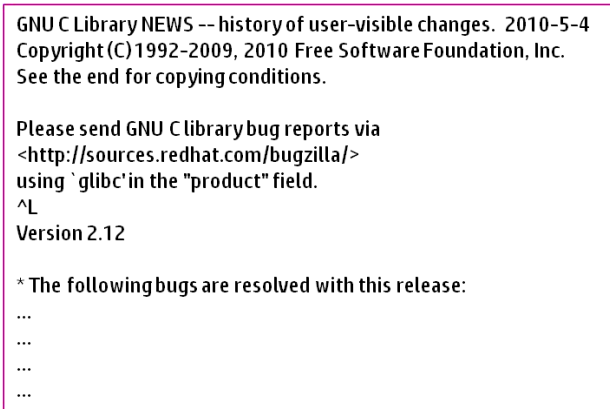 GNU C Library NEWS -- history of user-visible changes.  2010-5-4
Copyright (C) 1992-2009, 2010 Free Software Foundation, Inc.
See the end for copying conditions.

Please send GNU C library bug reports via
<http://sources.redhat.com/bugzilla/>
using `glibc' in the "product" field.
^L
Version 2.12

* The following bugs are resolved with this release:
...
...
...
...